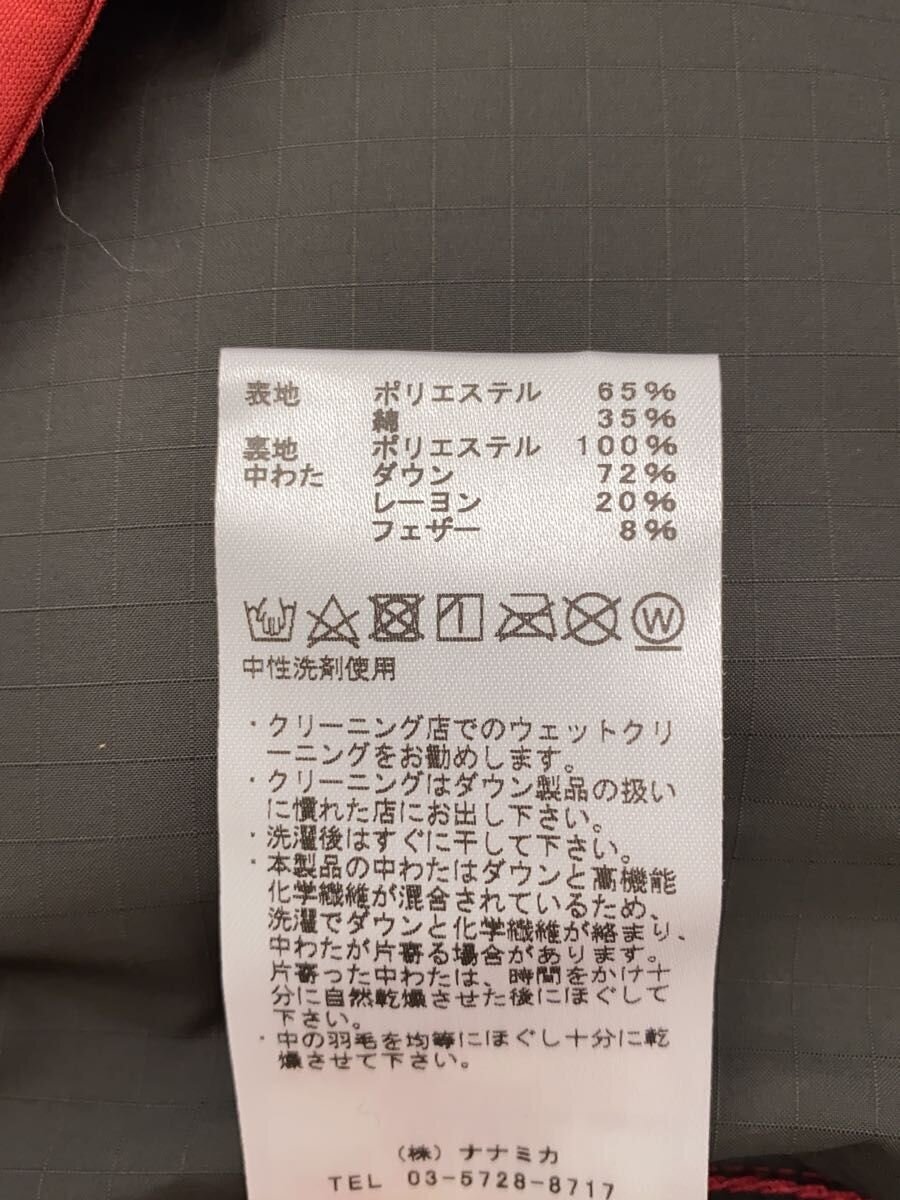 表地 ポリエステル 65%
綿 35%
裏地 ポリエステル 100%
中わた ダウン 72%
レーヨン 20%
フェザー 8%
W
中性洗剤使用
・クリーニング店でのウェットクリ
ーニングをお勧めします。
・クリーニングはダウン製品の扱い
に慣れた店にお出し下さい。
・洗濯後はすぐに干して下さい。
・本製品の中わたはダウンと高機能
化学繊維が混合されているため、
洗濯でダウンと化学繊維が絡まり、
中わたが片寄る場合があります。
片寄った中わたは、時間をかけ十
分に自然乾燥させた後にほぐして
下さい。
・中の羽毛を均等にほぐし十分に乾
燥させて下さい。
(株) ナナミカ
TEL 03-5728-8717